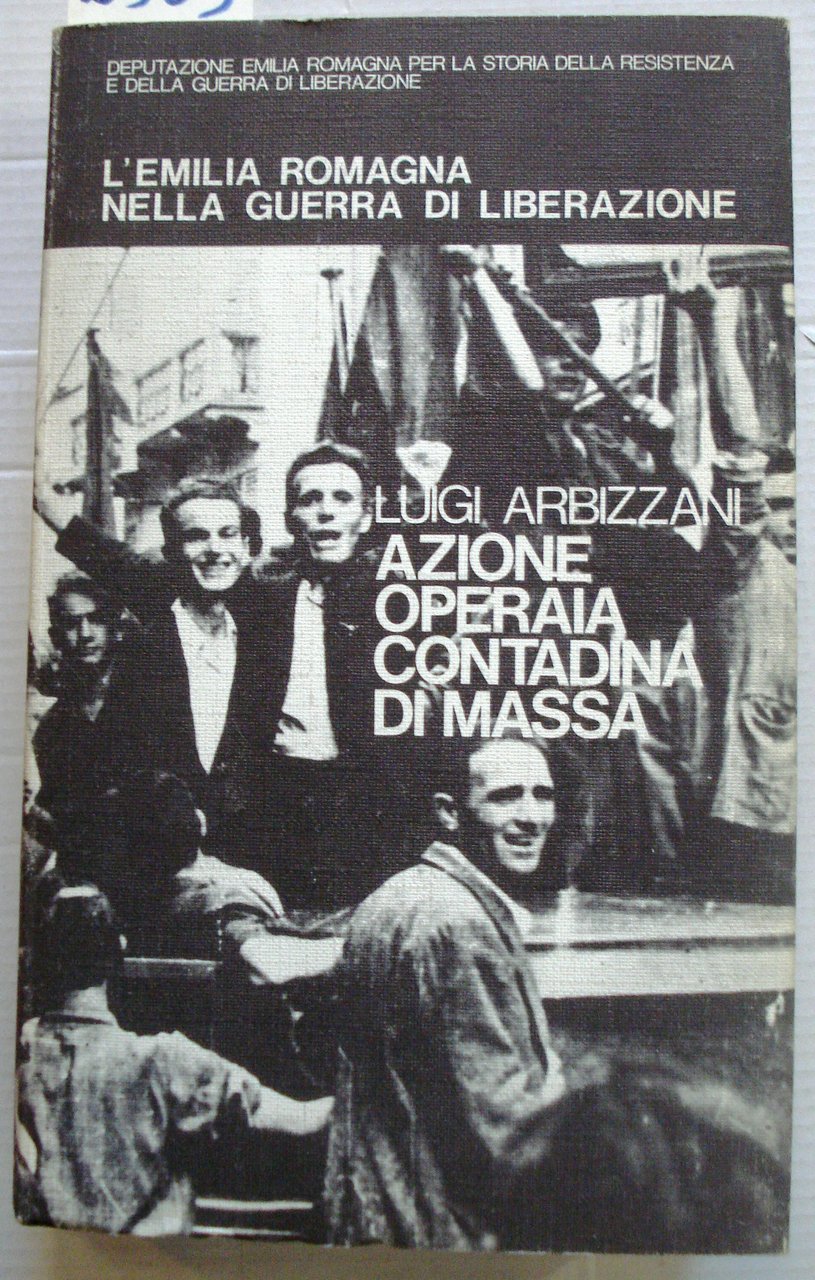 DEPUTAZIONE EMILIA ROMAGNA PER LA STORIA DELLA RESISTENZA
E DELLA GUERRA DI LIBERAZIONE
L'EMILIA ROMAGNA
NELLA GUERRA DI LIBERAZIONE
LUIGI ARBIZZANI
AZIONE
OPERAIA
CONTADINA
DI MASSA